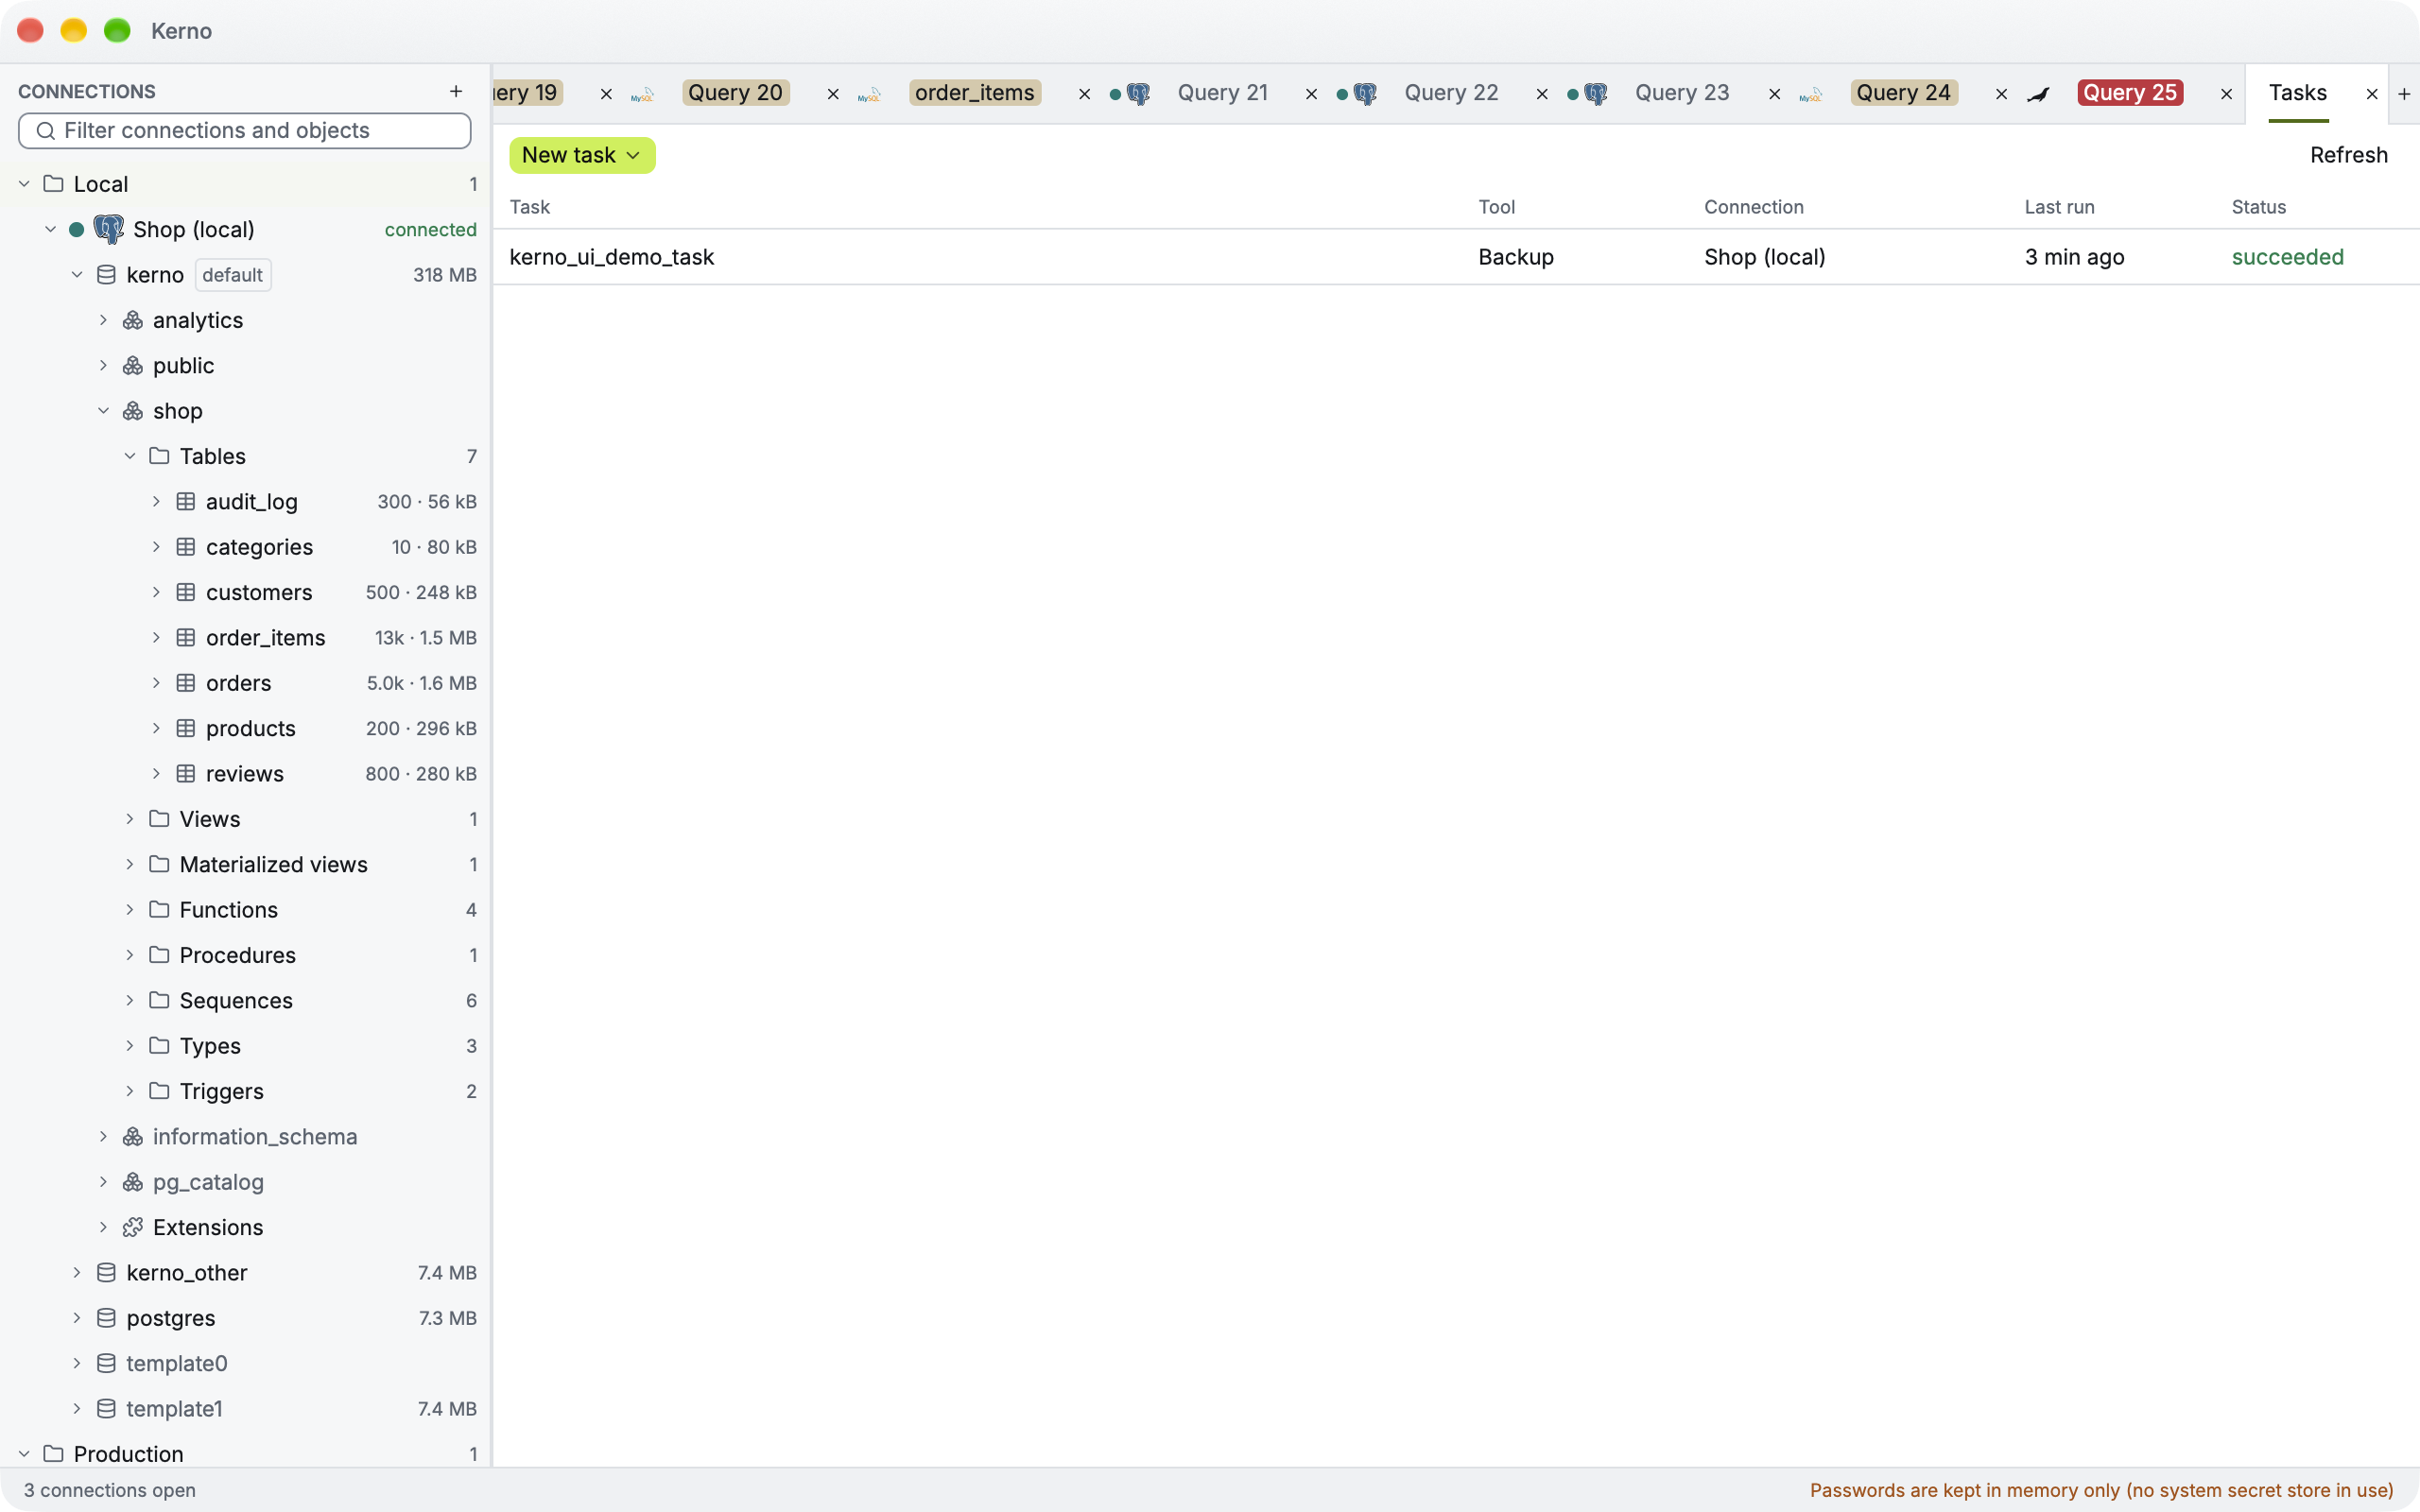 Kerno
CONNECTIONS
Filter connections and objects
Local 1
Shop (local) connected
kerno default 318 MB
analytics
public
shop
Tables 7
audit_log 300 · 56 kB
categories 10 · 80 kB
customers 500 · 248 kB
order_items 13k · 1.5 MB
orders 5.0k · 1.6 MB
products 200 · 296 kB
reviews 800 · 280 kB
Views 1
Materialized views 1
Functions 4
Procedures 1
Sequences 6
Types 3
Triggers 2
information_schema
pg_catalog
Extensions
kerno_other 7.4 MB
postgres 7.3 MB
template0
template1 7.4 MB
Production 1
ery 19 MySQL Query 20 MySQL order_items Query 21 Query 22 Query 23 MySQL Query 24 Query 25 Tasks
New task Refresh
Task Tool Connection Last run Status
kerno_ui_demo_task Backup Shop (local) 3 min ago succeeded
3 connections open Passwords are kept in memory only (no system secret store in use)